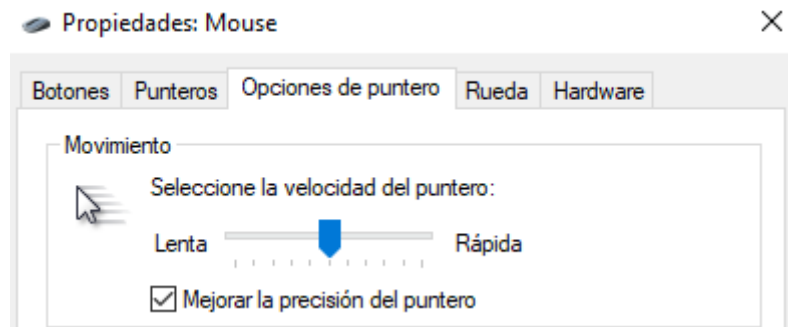 Propiedades: Mouse
Botones Punteros Opciones de puntero Rueda Hardware
Movimiento
Seleccione la velocidad del puntero:
Lenta Rápida
Mejorar la precisión del puntero